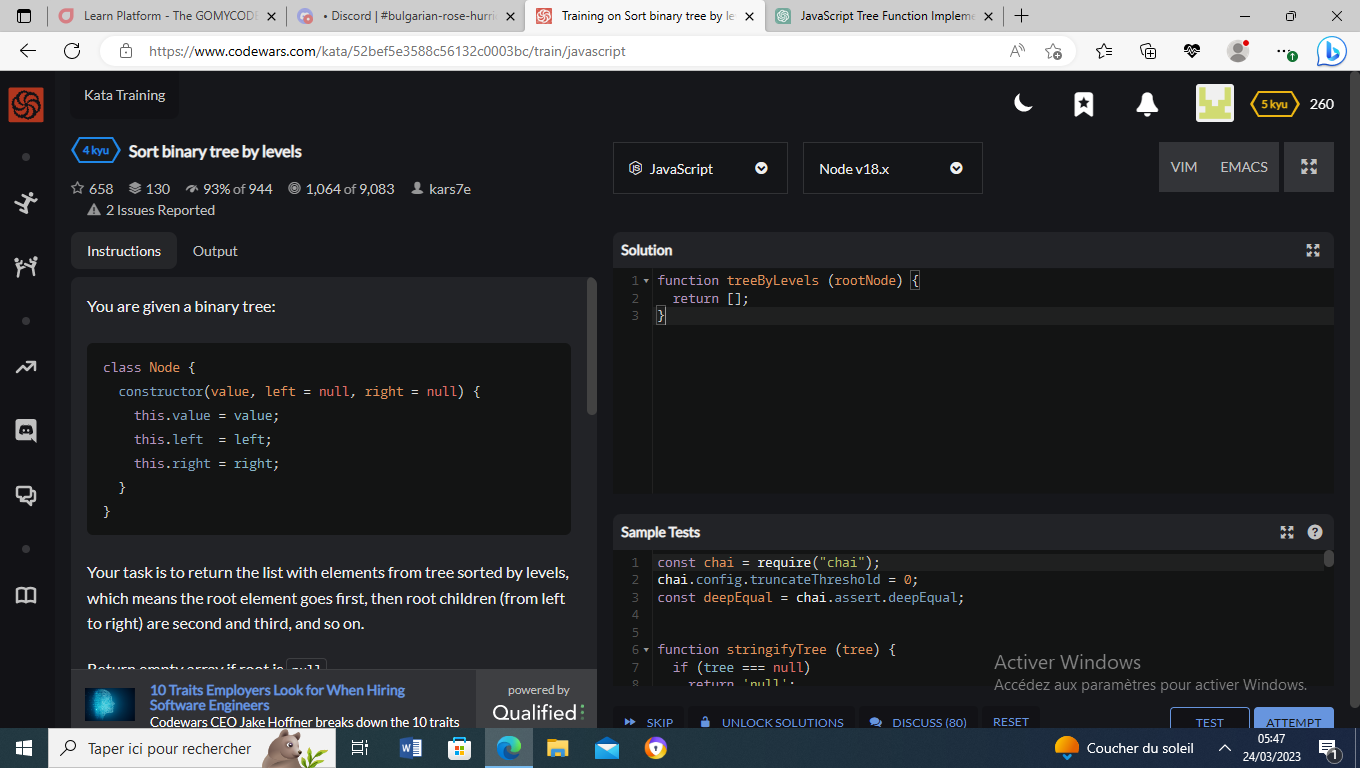 Learn Platform - The GOMYCODE
• Discord | #bulgarian-rose-hurri
Training on Sort binary tree by le
JavaScript Tree Function Impleme
https://www.codewars.com/kata/52bef5e3588c56132c0003bc/train/javascript
Kata Training
5 kyu 260
4 kyu Sort binary tree by levels
658 130 93% of 944 1,064 of 9,083 kars7e
2 Issues Reported
JavaScript
Node v18.x
VIM EMACS
Instructions Output
You are given a binary tree:
class Node {
constructor(value, left = null, right = null) {
this.value = value;
this.left  = left;
this.right = right;
}
}
Your task is to return the list with elements from tree sorted by levels,
which means the root element goes first, then root children (from left
to right) are second and third, and so on.
Return empty array if root is null
10 Traits Employers Look for When Hiring
Software Engineers
Codewars CEO Jake Hoffner breaks down the 10 traits
powered by
Qualified
Solution
1 function treeByLevels (rootNode) {
2 return [];
3 }
Sample Tests
1 const chai = require("chai");
2 chai.config.truncateThreshold = 0;
3 const deepEqual = chai.assert.deepEqual;
4
5
6 function stringifyTree (tree) {
7 if (tree === null)
8 return 'null';
Activer Windows
Accédez aux paramètres pour activer Windows.
SKIP UNLOCK SOLUTIONS DISCUSS (80) RESET TEST ATTEMPT
Taper ici pour rechercher
Coucher du soleil
05:47
24/03/2023
1